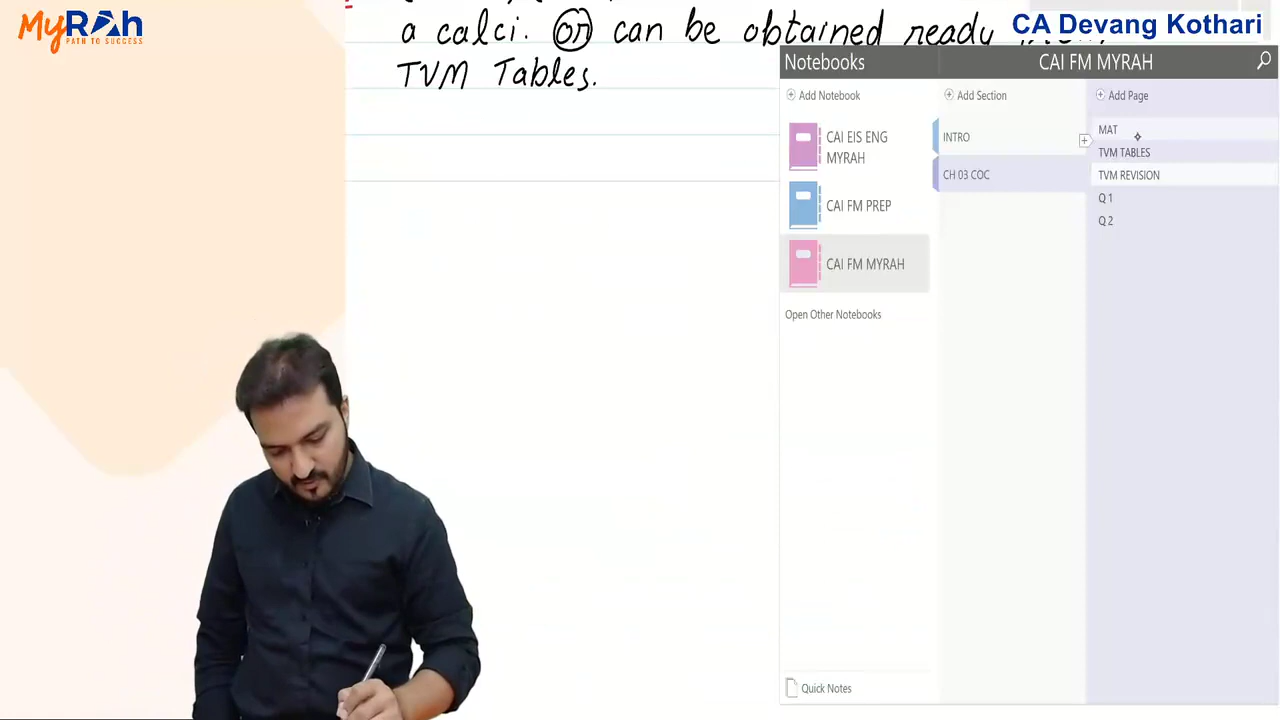 MyRAh
PATH TO SUCCESS
CA Devang Kothari
a calci. or can be obtained ready
TVM Tables.
Notebooks
CAI FM MYRAH
Add Notebook
Add Section
Add Page
CAI EIS ENG
MYRAH
CAI FM PREP
CAI FM MYRAH
Open Other Notebooks
INTRO
CH 03 COC
MAT
TVM TABLES
TVM REVISION
Q 1
Q 2
Quick Notes